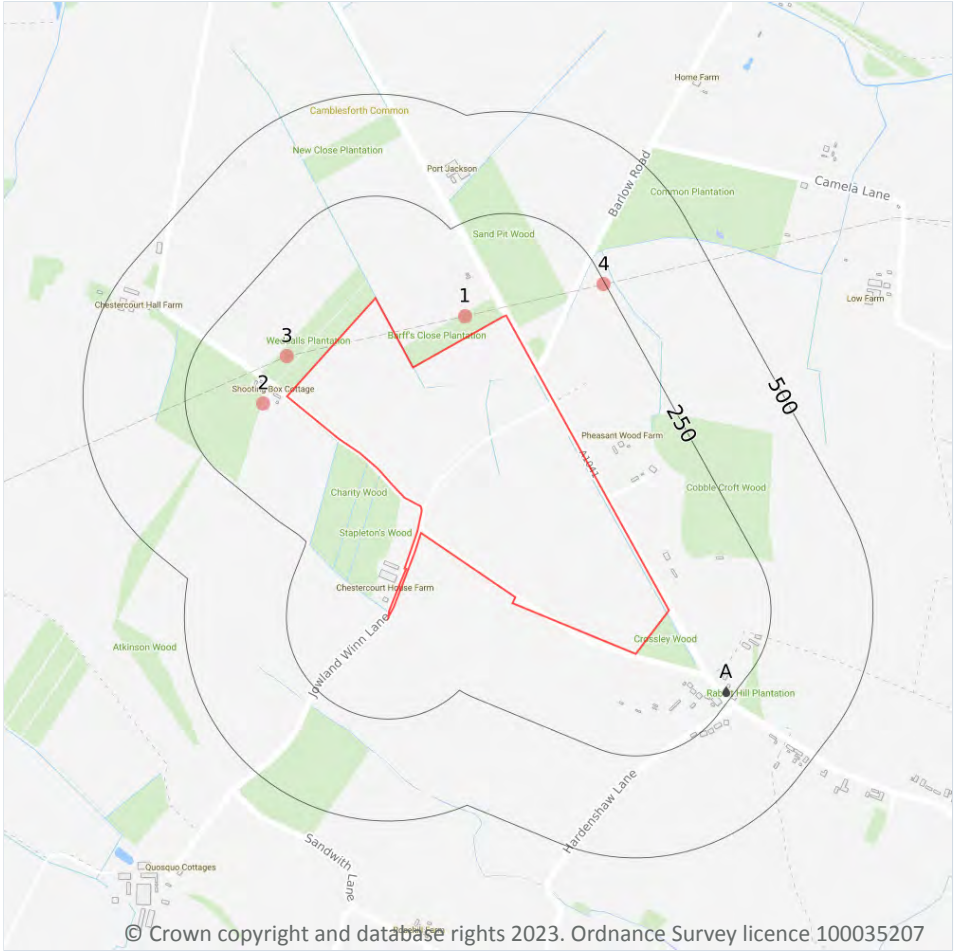 Home Farm
Camblesforth Common
New Close Plantation
Port Jackson
Barlow Road
Common Plantation
Camela Lane
Sand Pit Wood
4
Low Farm
Chestercourt Hall Farm
1
Barff's Close Plantation
3
Weethalls Plantation
2
Shooting Box Cottage
500
250
Pheasant Wood Farm
A1041
Cobble Croft Wood
Charity Wood
Stapleton's Wood
Chestercourt House Farm
Jowland Winn Lane
Atkinson Wood
Crossley Wood
A
Rabbit Hill Plantation
Hardenshaw Lane
Sandwith Lane
Quosquo Cottages
© Crown copyright and database rights 2023. Ordnance Survey licence 100035207